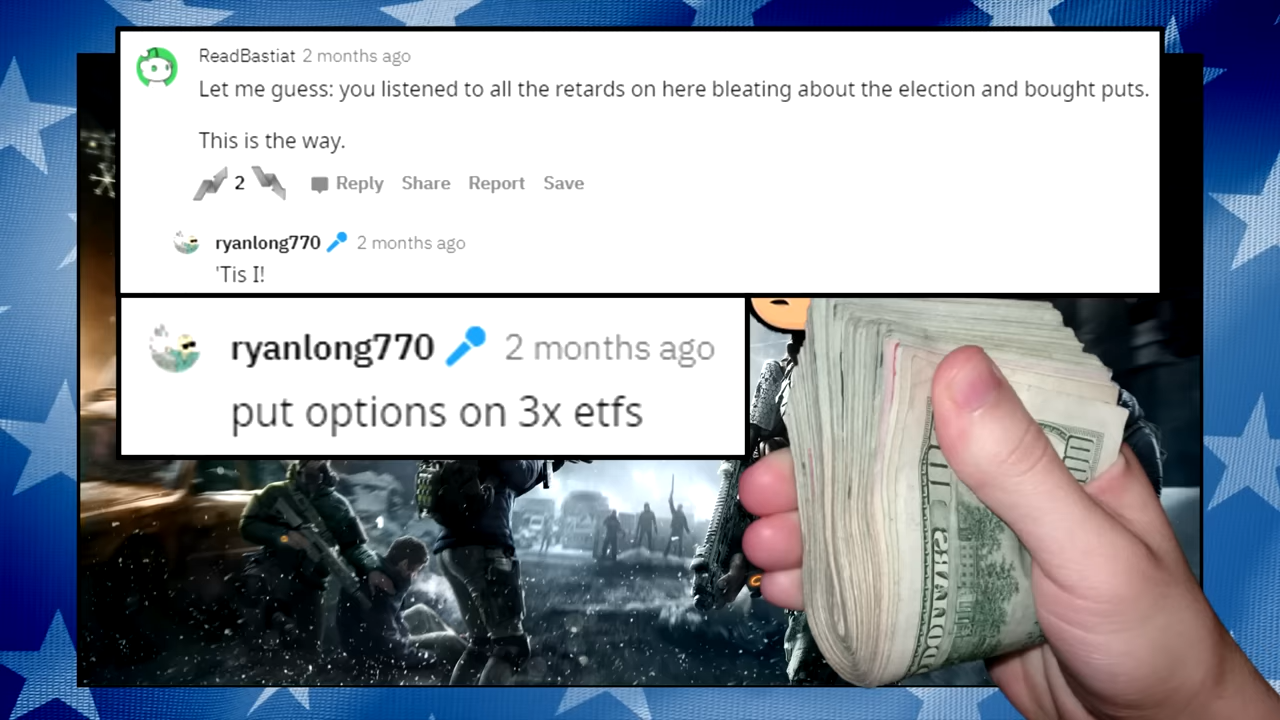 ReadBastiat 2 months ago
Let me guess: you listened to all the retards on here bleating about the election and bought puts.
This is the way.
2 Reply Share Report Save
ryanlong770 2 months ago
'Tis I!
ryanlong770 2 months ago
put options on 3x etfs